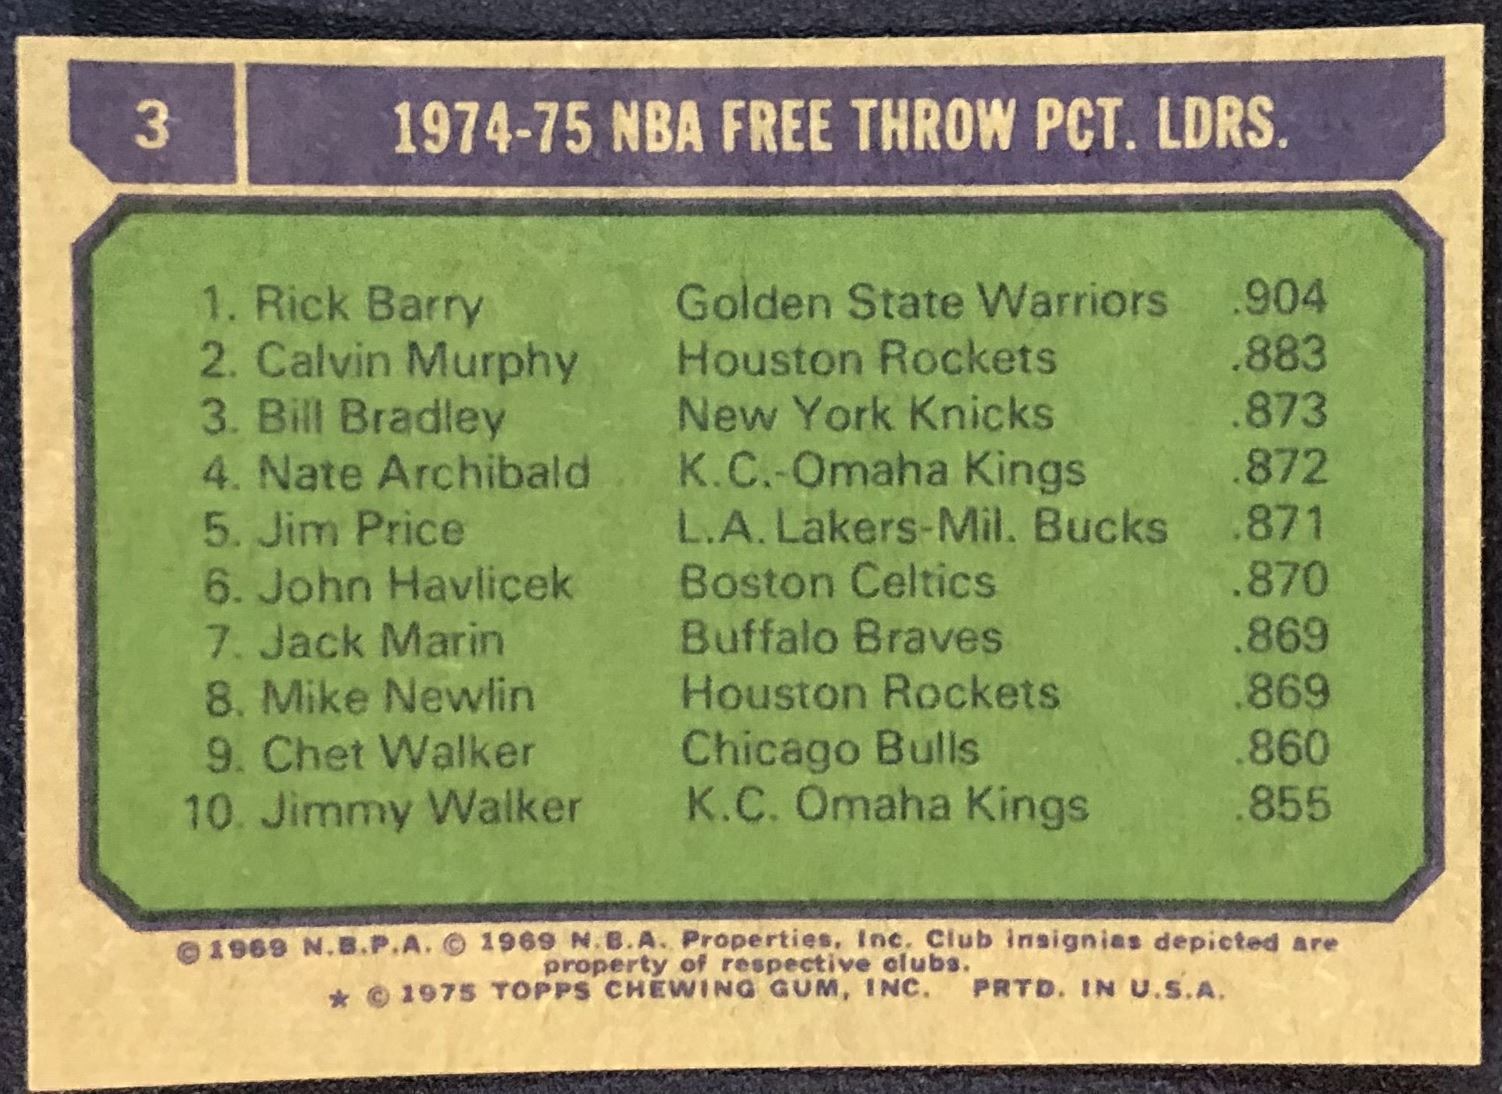 3 1974-75 NBA FREE THROW PCT. LDRS.
1. Rick Barry Golden State Warriors .904
2. Calvin Murphy Houston Rockets .883
3. Bill Bradley New York Knicks .873
4. Nate Archibald K.C.-Omaha Kings .872
5. Jim Price L.A. Lakers-Mil. Bucks .871
6. John Havlicek Boston Celtics .870
7. Jack Marin Buffalo Braves .869
8. Mike Newlin Houston Rockets .869
9. Chet Walker Chicago Bulls .860
10. Jimmy Walker K.C. Omaha Kings .855
© 1969 N.B.P.A. © 1969 N.B.A. Properties, Inc. Club insignias depicted are
property of respective clubs.
★ © 1975 TOPPS CHEWING GUM, INC. PRTD. IN U.S.A.